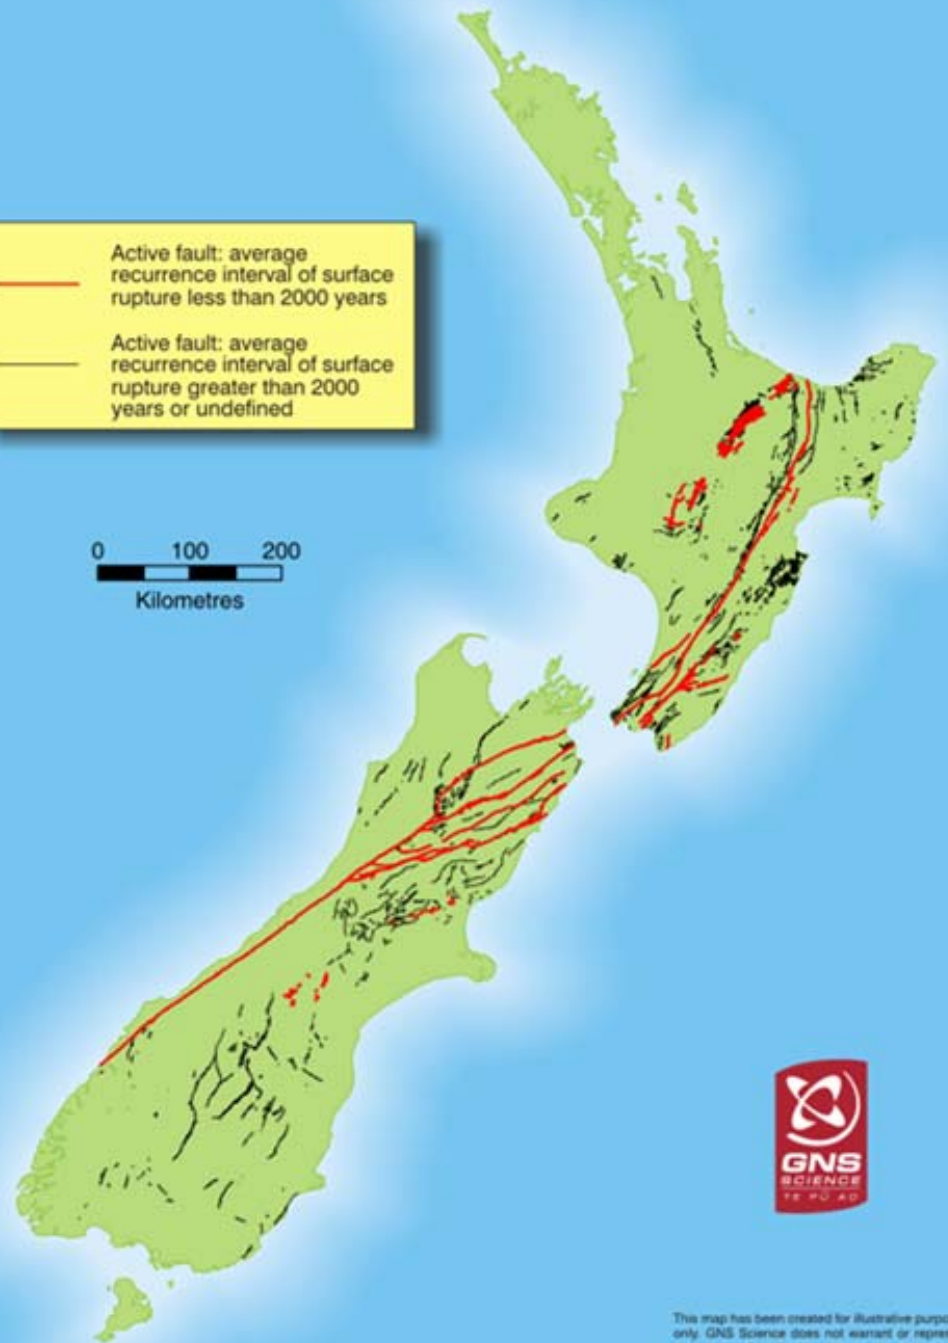 Active fault: average
recurrence interval of surface
rupture less than 2000 years
Active fault: average
recurrence interval of surface
rupture greater than 2000
years or undefined
0 100 200
Kilometres
GNS
SCIENCE
TE PŪ AO
This map has been created for illustrative
only. GNS Science does not warrant or